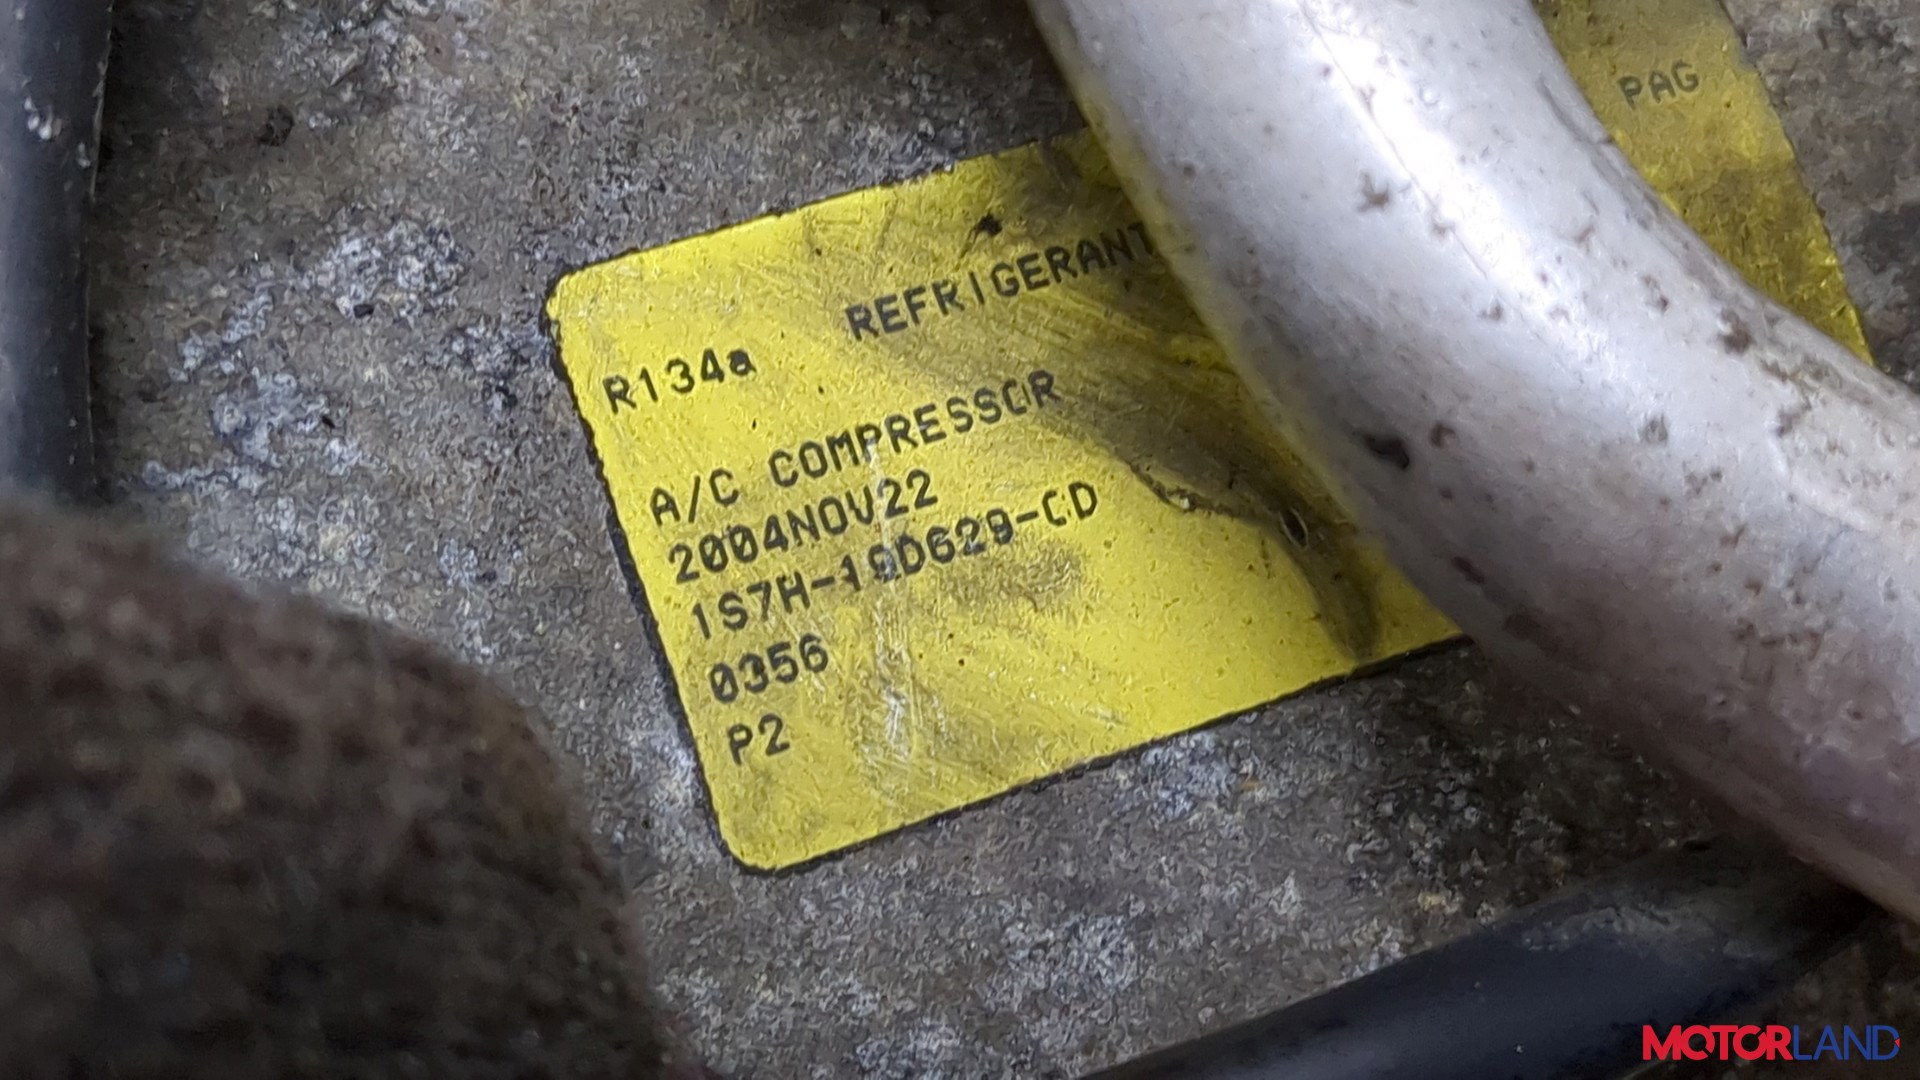 R134a REFRIGERANT PAG
A/C COMPRESSOR
2004NOV22
1S7H-19D629-CD
0356
P2
MOTORLAND